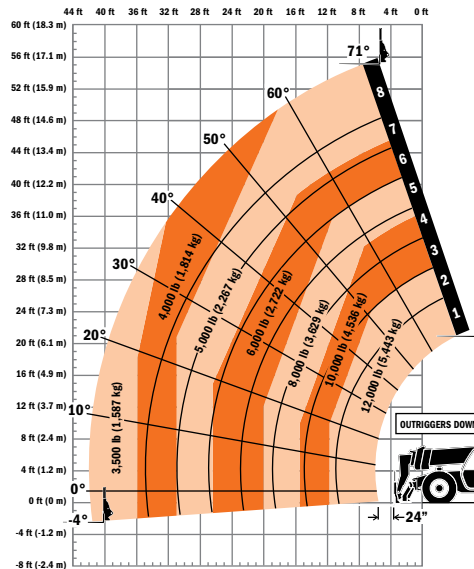 44 ft 40 ft 36 ft 32 ft 28 ft 24 ft 20 ft 16 ft 12 ft 8 ft 4 ft 0 ft
60 ft (18.3 m)
56 ft (17.1 m)
52 ft (15.9 m)
48 ft (14.6 m)
44 ft (13.4 m)
40 ft (12.2 m)
36 ft (11.0 m)
32 ft (9.8 m)
28 ft (8.5 m)
24 ft (7.3 m)
20 ft (6.1 m)
16 ft (4.9 m)
12 ft (3.7 m)
8 ft (2.4 m)
4 ft (1.2 m)
0 ft (0 m)
-4 ft (-1.2 m)
-8 ft (-2.4 m)
71°
60°
50°
40°
30°
20°
10°
0°
-4°
8
7
6
5
4
3
2
1
3,500 lb (1,587 kg)
4,000 lb (1,814 kg)
5,000 lb (2,267 kg)
6,000 lb (2,722 kg)
8,000 lb (3,629 kg)
10,000 lb (4,536 kg)
12,000 lb (5,443 kg)
OUTRIGGERS DOWN
24”